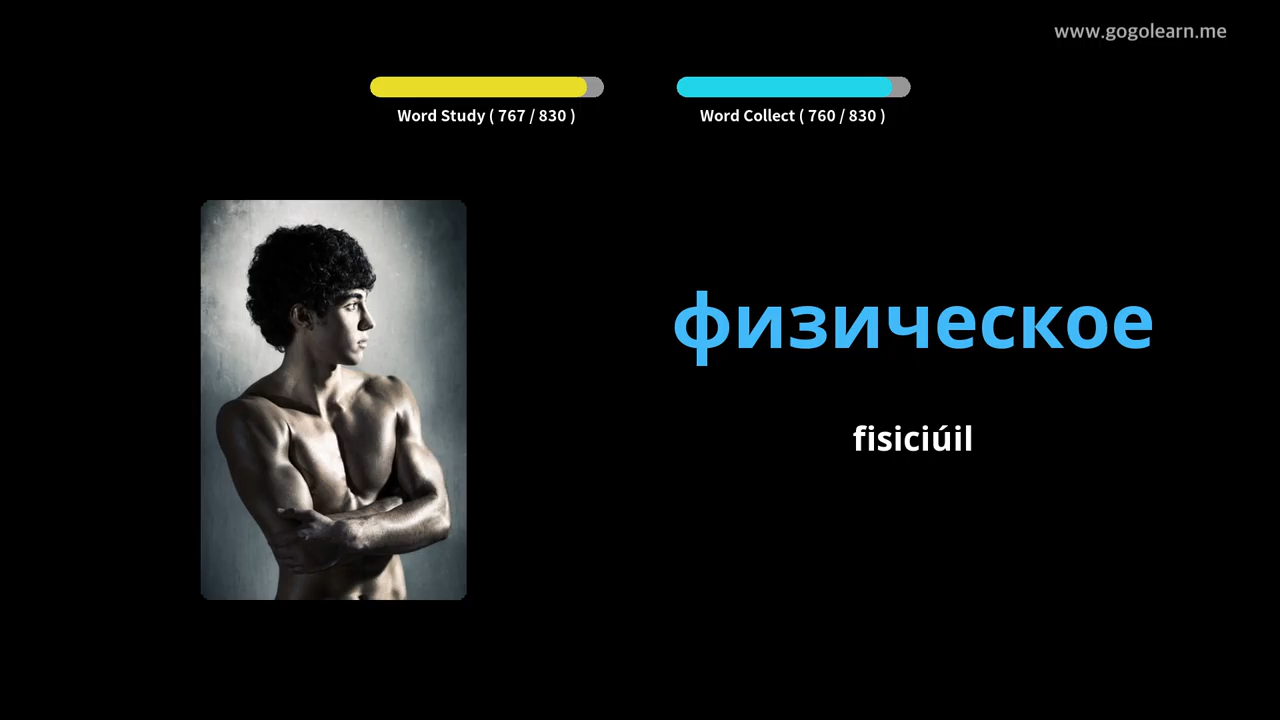 www.gogolearn.me
Word Study ( 767 / 830 )
Word Collect ( 760 / 830 )
физическое
fisiciúil